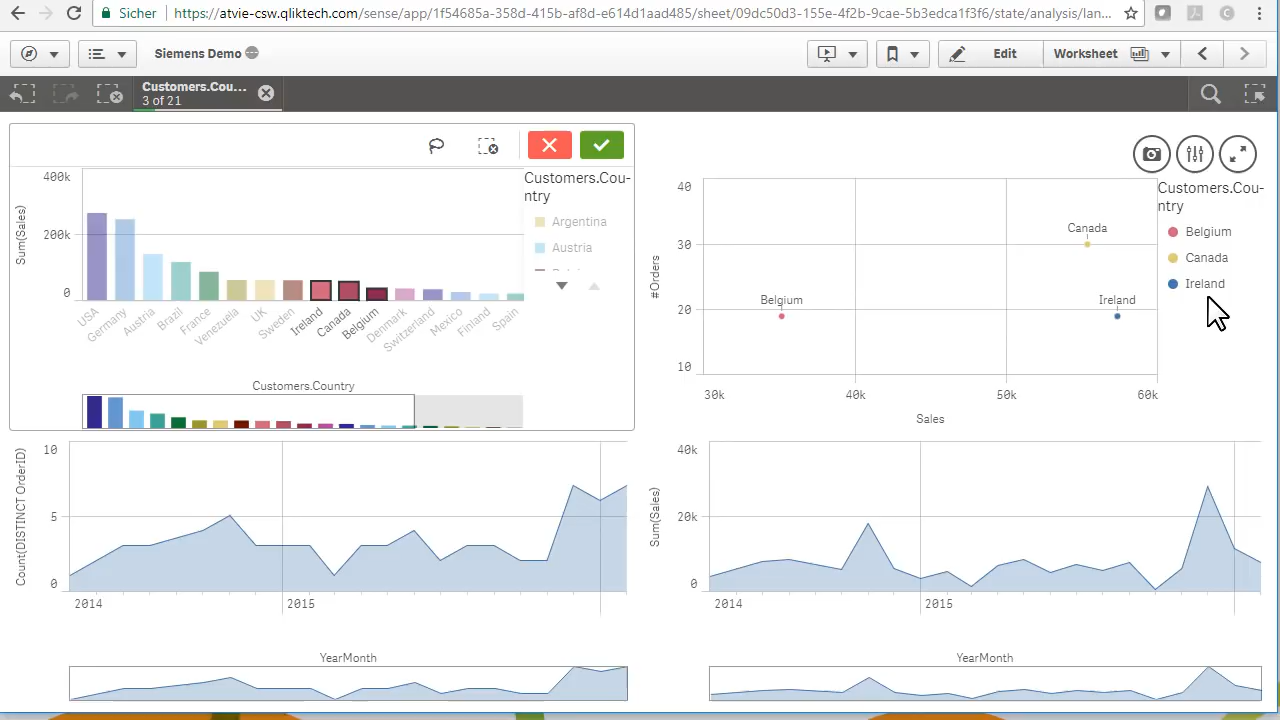 Sicher
https://atvie-csw.qliktech.com/sense/app/1f54685a-358d-415b-af8d-e614d1aad485/sheet/09dc50d3-155e-4f2b-9cae-5b3edca1f3f6/state/analysis/lan...
C
Siemens Demo
Edit
Worksheet
Customers.Cou...
3 of 21
400k
200k
0
Sum(Sales)
USA
Germany
Austria
Brazil
France
Venezuela
UK
Sweden
Ireland
Canada
Belgium
Denmark
Switzerland
Mexico
Finland
Spain
Customers.Country
Customers.Cou-
ntry
Argentina
Austria
40
30
20
10
#Orders
Canada
Belgium
Ireland
30k
40k
50k
60k
Sales
Customers.Cou-
ntry
Belgium
Canada
Ireland
10
5
0
Count(DISTINCT OrderID)
2014
2015
YearMonth
40k
20k
0
Sum(Sales)
2014
2015
YearMonth